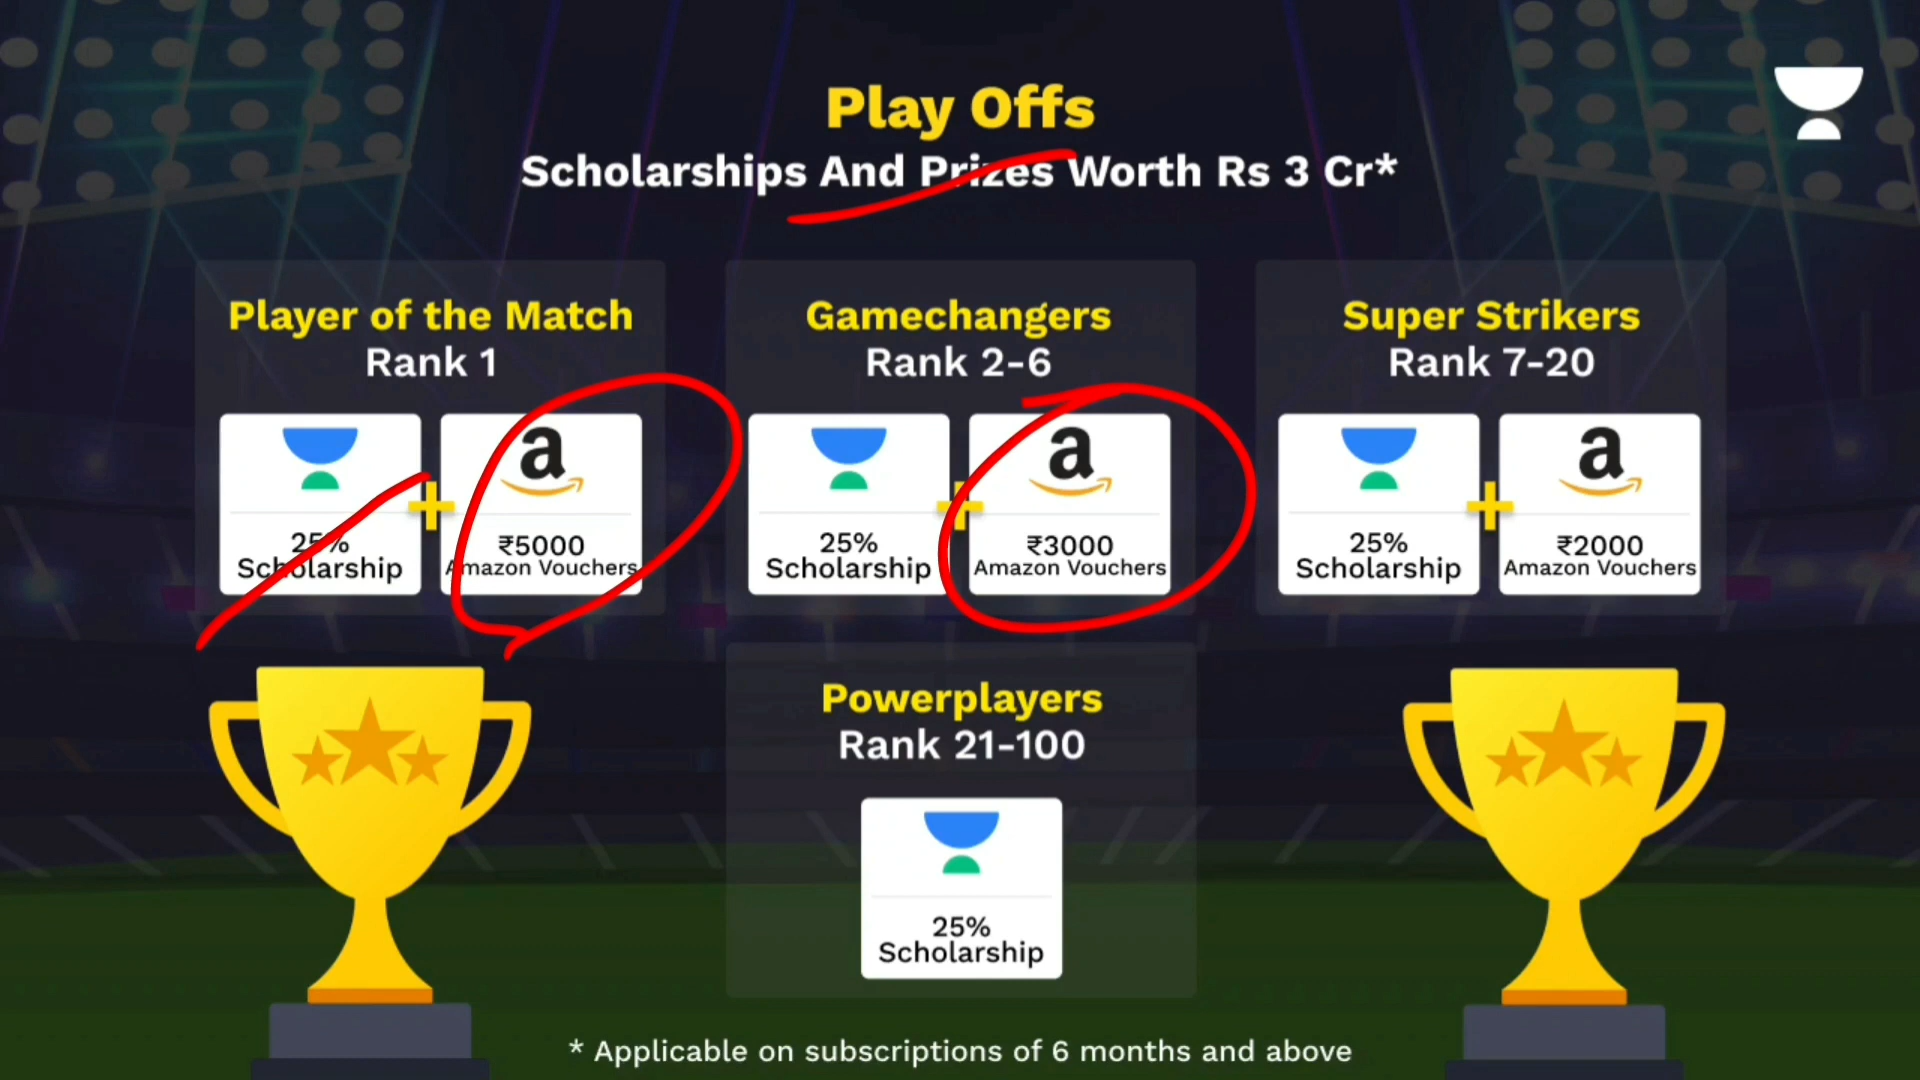 Play Offs
Scholarships And Prizes Worth Rs 3 Cr*
Player of the Match
Rank 1
25%
Scholarship
+
a
₹5000
Amazon Vouchers
Gamechangers
Rank 2-6
25%
Scholarship
+
a
₹3000
Amazon Vouchers
Super Strikers
Rank 7-20
25%
Scholarship
+
a
₹2000
Amazon Vouchers
Powerplayers
Rank 21-100
25%
Scholarship
* Applicable on subscriptions of 6 months and above